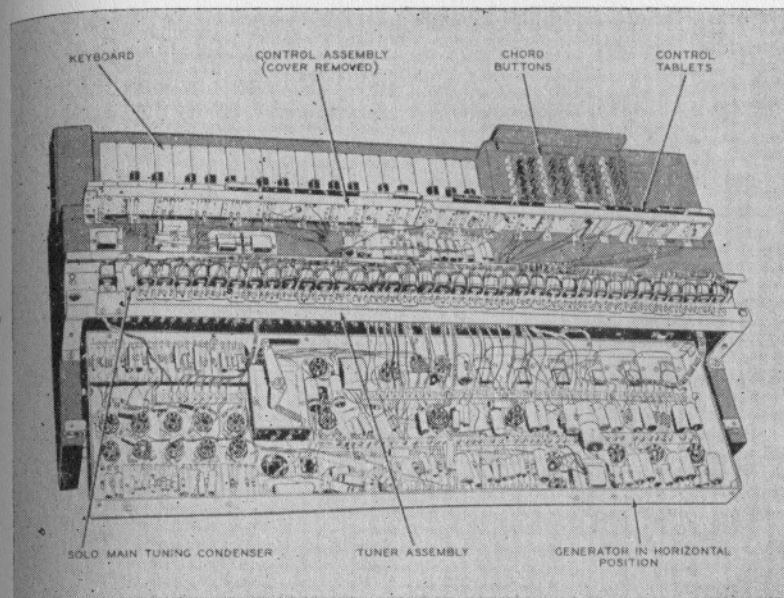 KEYBOARD
CONTROL ASSEMBLY
(COVER REMOVED)
CHORD
BUTTONS
CONTROL
TABLETS
SOLO MAIN TUNING CONDENSER
TUNER ASSEMBLY
GENERATOR IN HORIZONTAL
POSITION